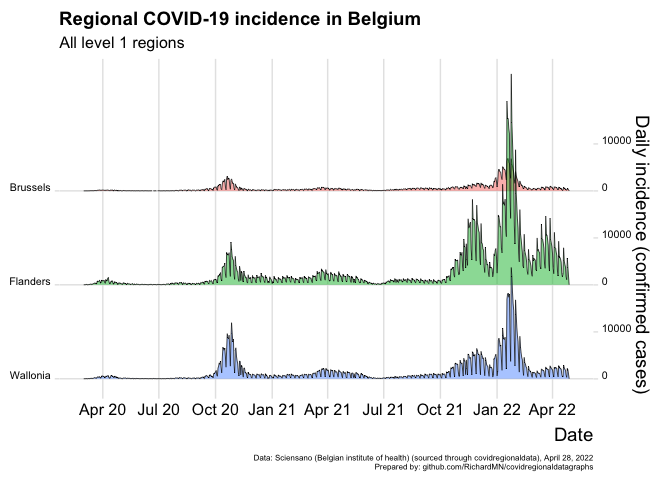 Regional COVID-19 incidence in Belgium
All level 1 regions
10000
Brussels
0
10000
Flanders
0
10000
Wallonia
0
Daily incidence (confirmed cases)
Apr 20 Jul 20 Oct 20 Jan 21 Apr 21 Jul 21 Oct 21 Jan 22 Apr 22
Date
Data: Sciensano (Belgian institute of health) (sourced through covidregionaldata), April 28, 2022
Prepared by: github.com/RichardMN/covidregionaldatagraphs